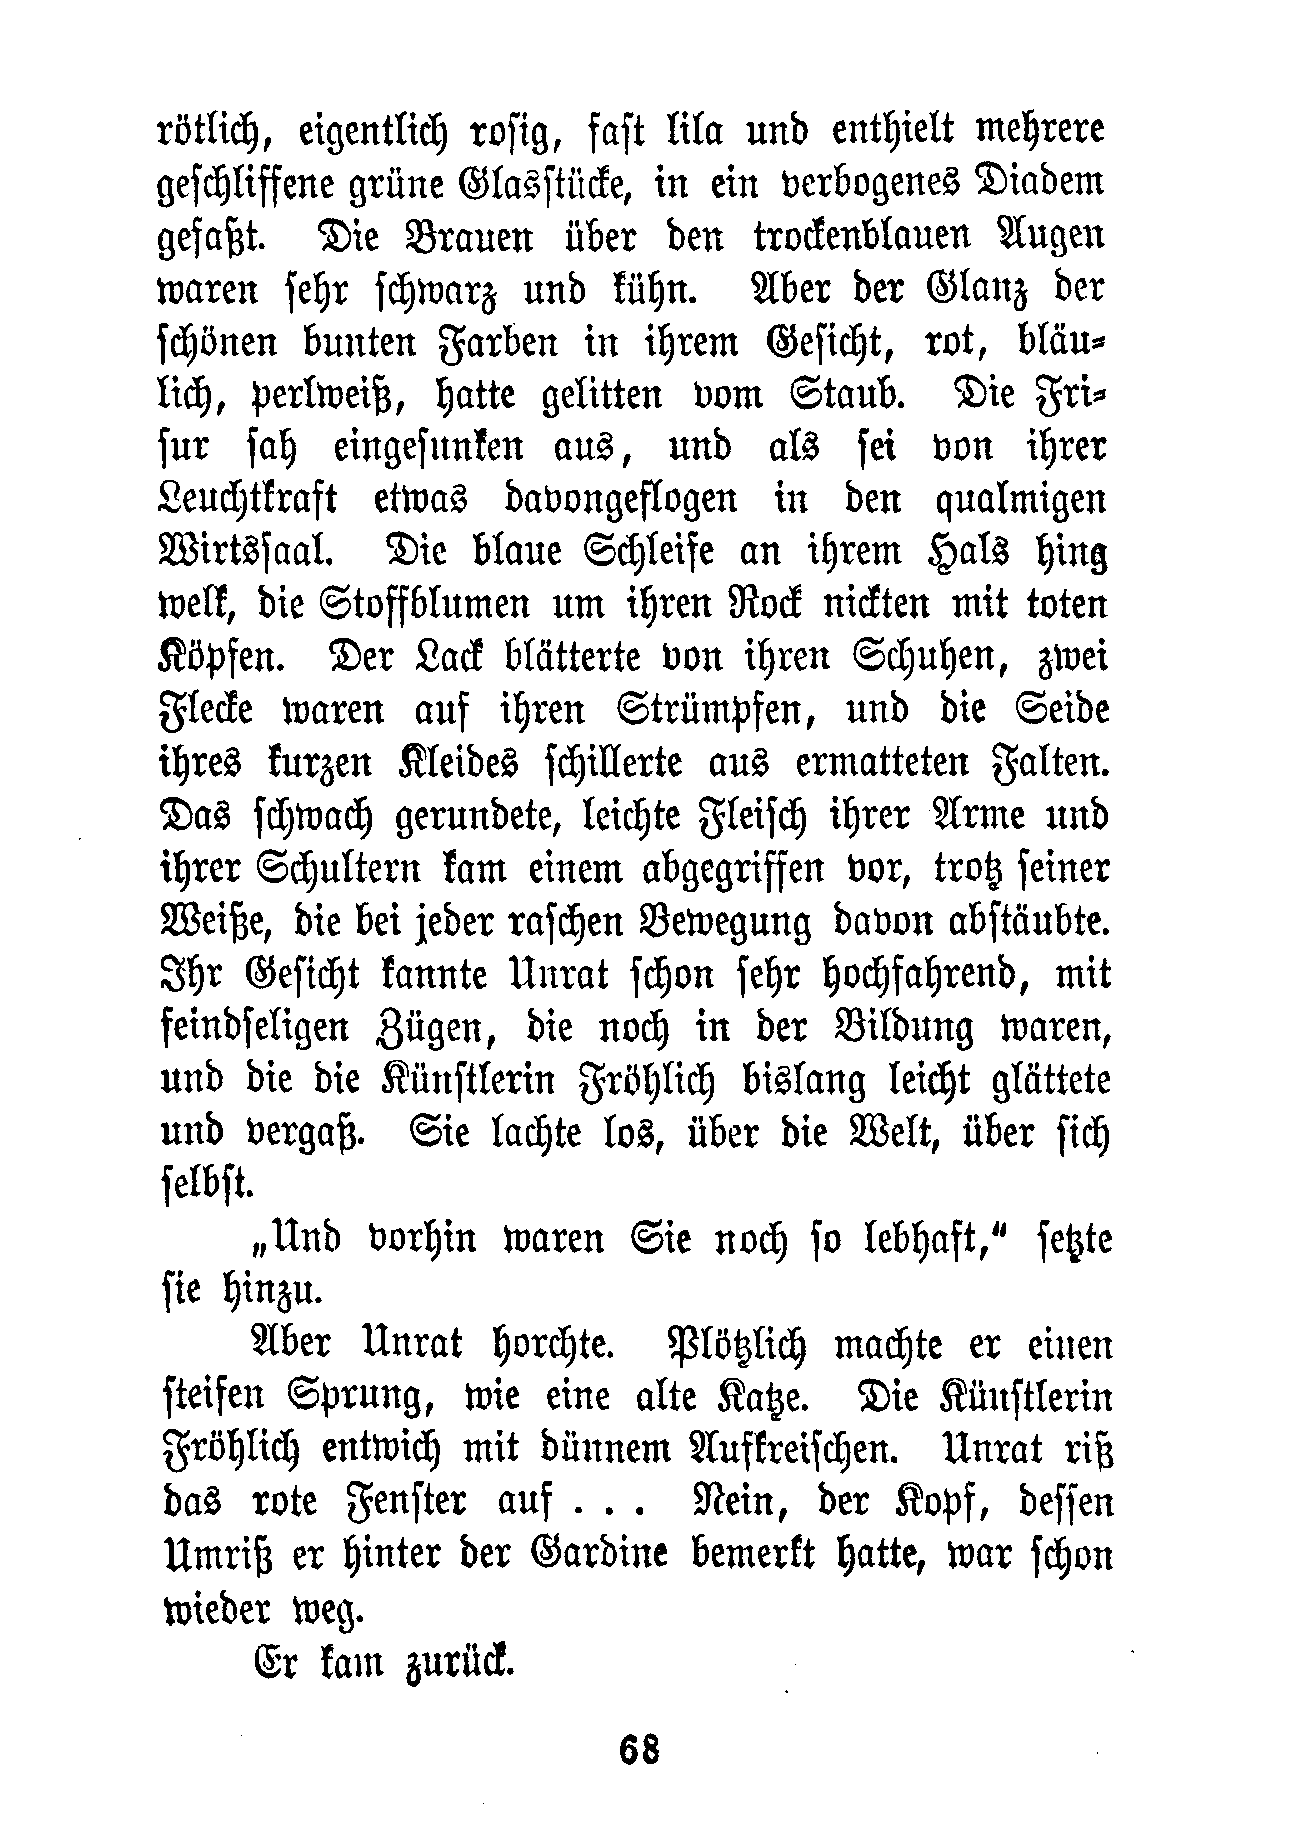 rötlich, eigentlich rosig, fast lila und enthielt mehrere
geschliffene grüne Glasstücke, in ein verbogenes Diadem
gefaßt. Die Brauen über den trockenblauen Augen
waren sehr schwarz und kühn. Aber der Glanz der
schönen bunten Farben in ihrem Gesicht, rot, bläu-
lich, perlweiß, hatte gelitten vom Staub. Die Fri-
sur sah eingesunken aus, und als sei von ihrer
Leuchtkraft etwas davongeflogen in den qualmigen
Wirtssaal. Die blaue Schleife an ihrem Hals hing
welk, die Stoffblumen um ihren Rock nickten mit toten
Köpfen. Der Lack blätterte von ihren Schuhen, zwei
Flecke waren auf ihren Strümpfen, und die Seide
ihres kurzen Kleides schillerte aus ermatteten Falten.
Das schwach gerundete, leichte Fleisch ihrer Arme und
ihrer Schultern kam einem abgegriffen vor, trotz seiner
Weiße, die bei jeder raschen Bewegung davon abstäubte.
Ihr Gesicht kannte Unrat schon sehr hochfahrend, mit
feindseligen Zügen, die noch in der Bildung waren,
und die die Künstlerin Fröhlich bislang leicht glättete
und vergaß. Sie lachte los, über die Welt, über sich
selbst.
„Und vorhin waren Sie noch so lebhaft,“ setzte
sie hinzu.
Aber Unrat horchte. Plötzlich machte er einen
steifen Sprung, wie eine alte Katze. Die Künstlerin
Fröhlich entwich mit dünnem Aufkreischen. Unrat riß
das rote Fenster auf . . . Nein, der Kopf, dessen
Umriß er hinter der Gardine bemerkt hatte, war schon
wieder weg.
Er kam zurück.
68